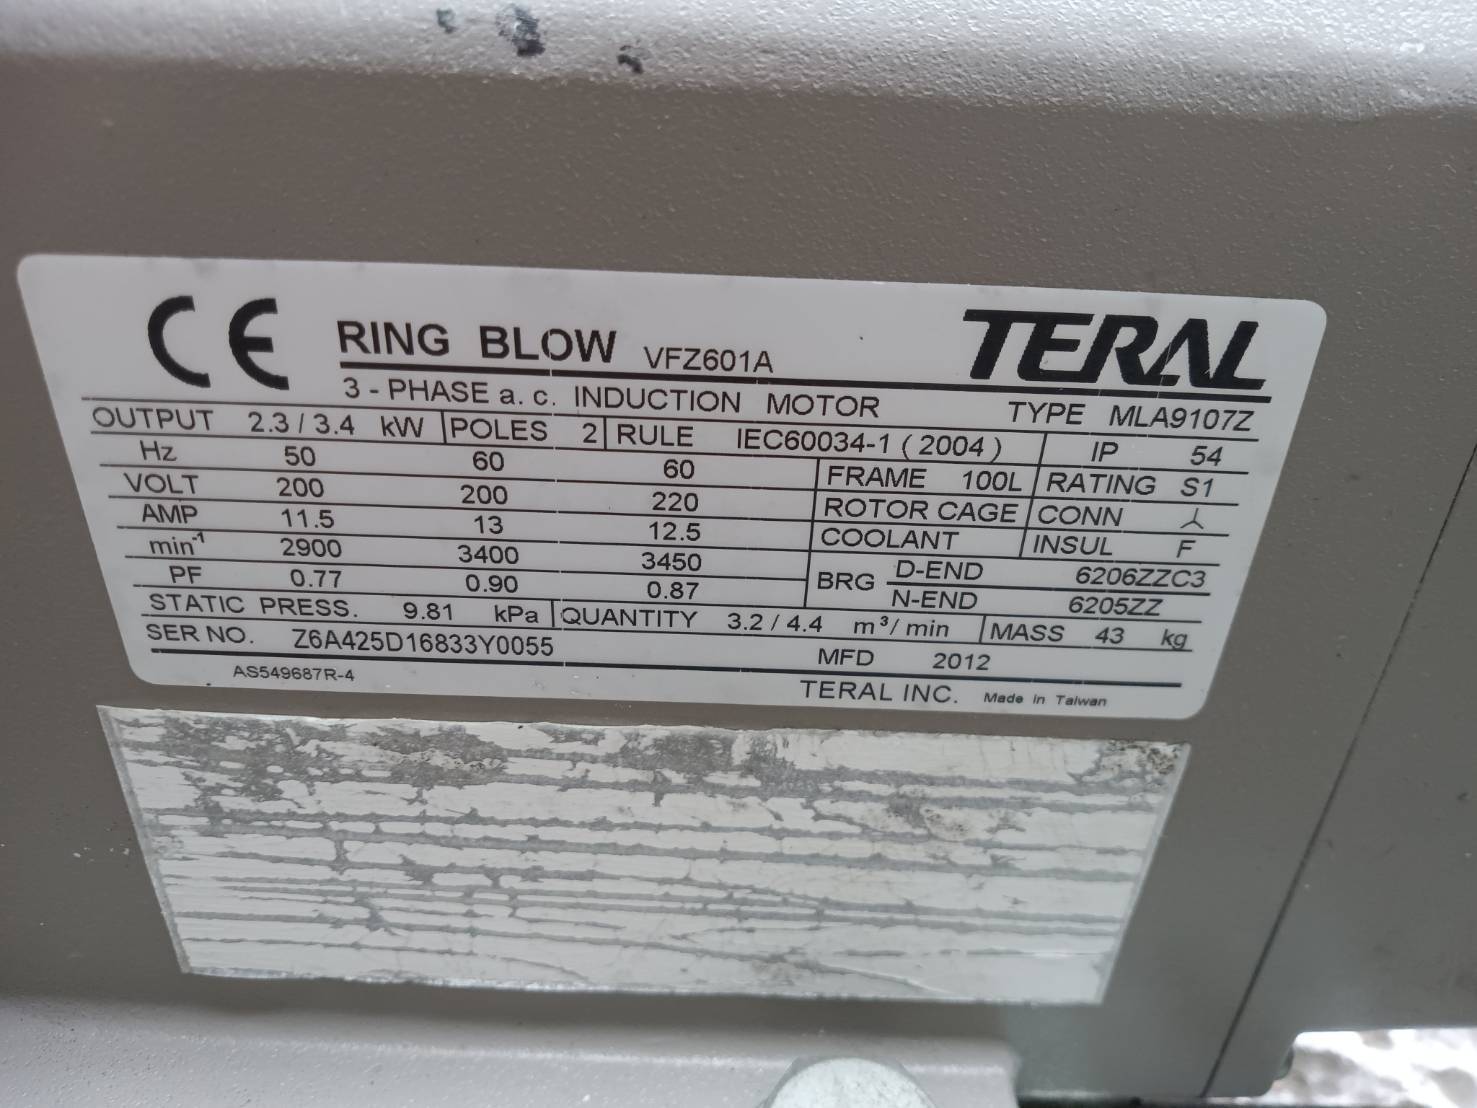 CE RING BLOW VFZ601A TERAL
3 - PHASE a. c. INDUCTION MOTOR TYPE MLA9107Z
OUTPUT 2.3 / 3.4 kW POLES 2 RULE IEC60034-1 ( 2004 ) IP 54
Hz 50 60 60 FRAME 100L RATING S1
VOLT 200 200 220 ROTOR CAGE CONN 人
AMP 11.5 13 12.5 COOLANT INSUL F
min-1 2900 3400 3450 BRG D-END 6206ZZC3
PF 0.77 0.90 0.87 N-END 6205ZZ
STATIC PRESS. 9.81 kPa QUANTITY 3.2 / 4.4 m³/ min MASS 43 kg
SER NO. Z6A425D16833Y0055 MFD 2012
AS549687R-4 TERAL INC. Made in Taiwan